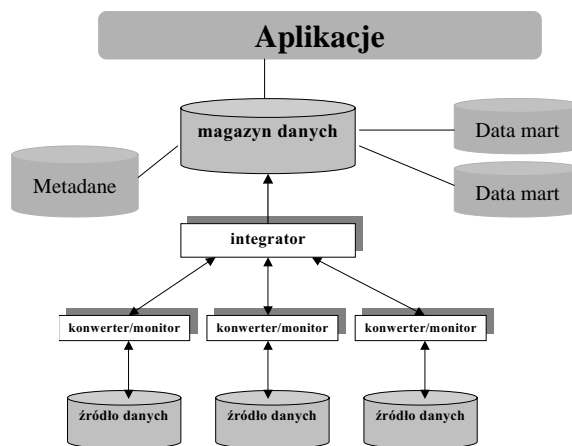 Aplikacje
magazyn danych
Data mart
Metadane
Data mart
integrator
konwerter/monitor
konwerter/monitor
konwerter/monitor
źródło danych
źródło danych
źródło danych